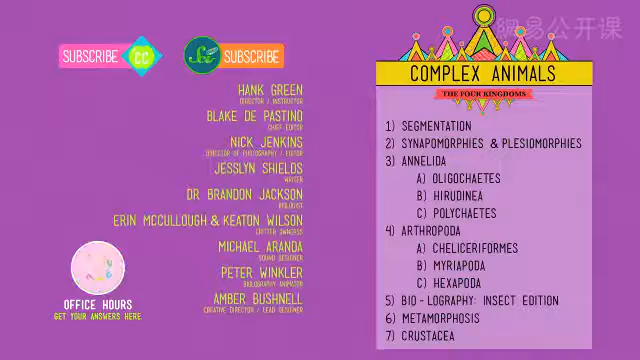 網易公开课
SUBSCRIBE CC
SUBSCRIBE
HANK GREEN
DIRECTOR / INSTRUCTOR
BLAKE DE PASTINO
CHIEF EDITOR
NICK JENKINS
DIRECTOR OF PHOTOGRAPHY / EDITOR
JESSLYN SHIELDS
WRITER
DR BRANDON JACKSON
BIOLOGIST
ERIN MCCULLOUGH & KEATON WILSON
CRITTER OWNERSS
MICHAEL ARANDA
SOUND DESIGNER
PETER WINKLER
BIOLOGRAPHY ANIMATOR
AMBER BUSHNELL
CREATIVE DIRECTOR / LEAD DESIGNER
OFFICE HOURS
GET YOUR ANSWERS HERE
COMPLEX ANIMALS
THE FOUR KINGDOMS
1) SEGMENTATION
2) SYNAPOMORPHIES & PLESIOMORPHIES
3) ANNELIDA
A) OLIGOCHAETES
B) HIRUDINEA
C) POLYCHAETES
4) ARTHROPODA
A) CHELICERIFORMES
B) MYRIAPODA
C) HEXAPODA
5) BIO - LOGRAPHY: INSECT EDITION
6) METAMORPHOSIS
7) CRUSTACEA